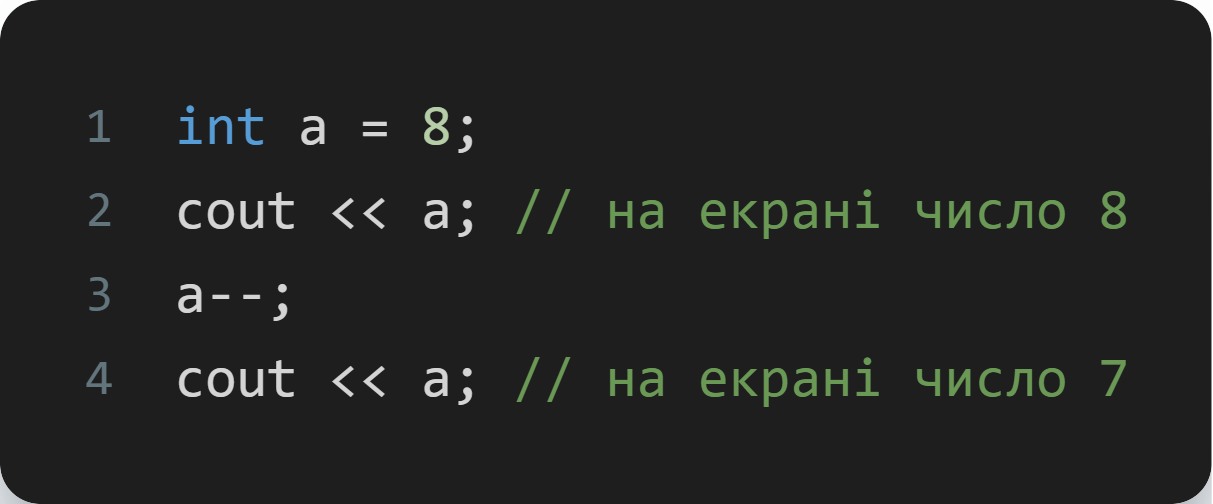 1 int a = 8;
2 cout << a; // на екрані число 8
3 a--;
4 cout << a; // на екрані число 7